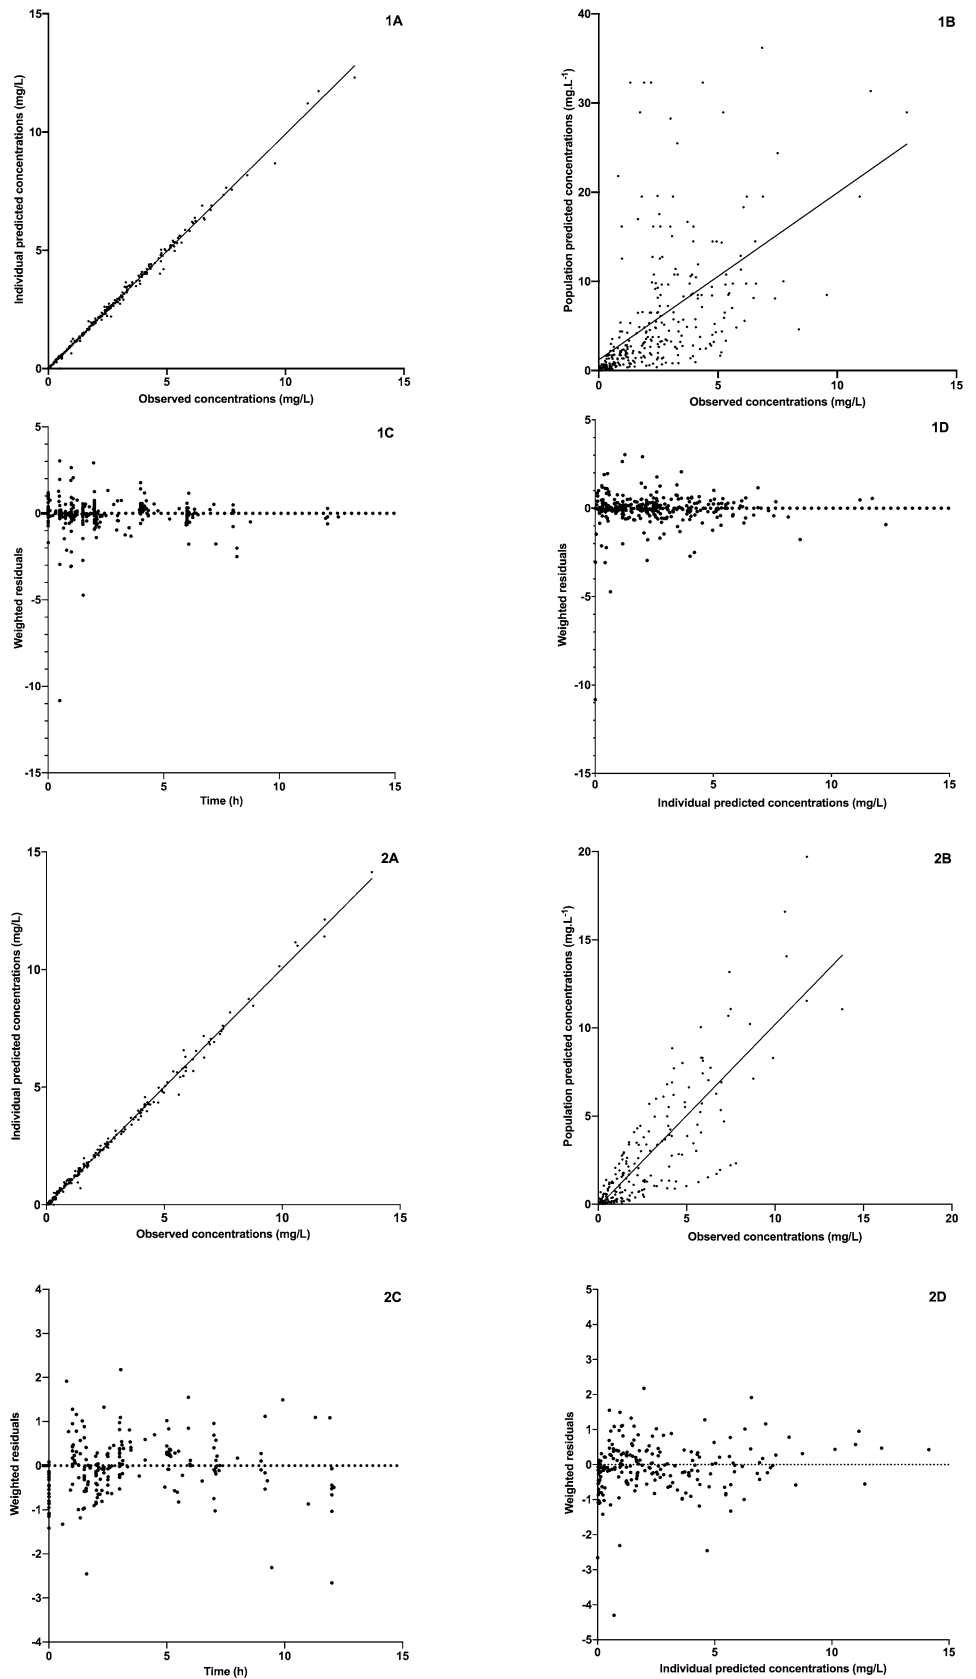 1A
Individual predicted concentrations (mg/L)
15
10
5
0
0 5 10 15
Observed concentrations (mg/L)
1B
Population predicted concentrations (mg.L-1)
40
30
20
10
0
0 5 10 15
Observed concentrations (mg/L)
1C
Weighted residuals
5
0
-5
-10
-15
0 5 10 15
Time (h)
1D
Weighted residuals
5
0
-5
-10
-15
0 5 10 15
Individual predicted concentrations (mg/L)
2A
Individual predicted concentrations (mg/L)
15
10
5
0
0 5 10 15
Observed concentrations (mg/L)
2B
Population predicted concentrations (mg.L-1)
20
15
10
5
0
0 5 10 15 20
Observed concentrations (mg/L)
2C
Weighted residuals
4
3
2
1
0
-1
-2
-3
-4
0 5 10 15
Time (h)
2D
Weighted residuals
5
4
3
2
1
0
-1
-2
-3
-4
-5
0 5 10 15
Individual predicted concentrations (mg/L)